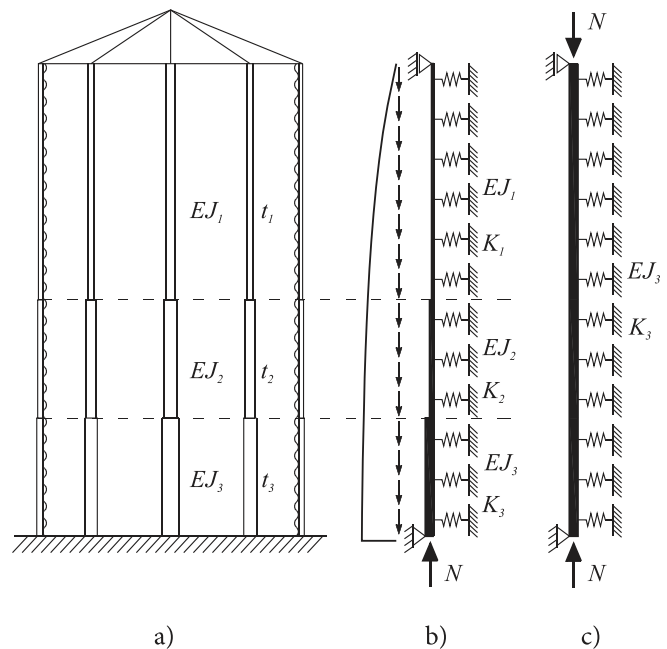 N
EJ₁ t₁
EJ₂ t₂
EJ₃ t₃
EJ₁
K₁
EJ₂
K₂
EJ₃
K₃
N
EJ₃
K₃
N
a) b) c)